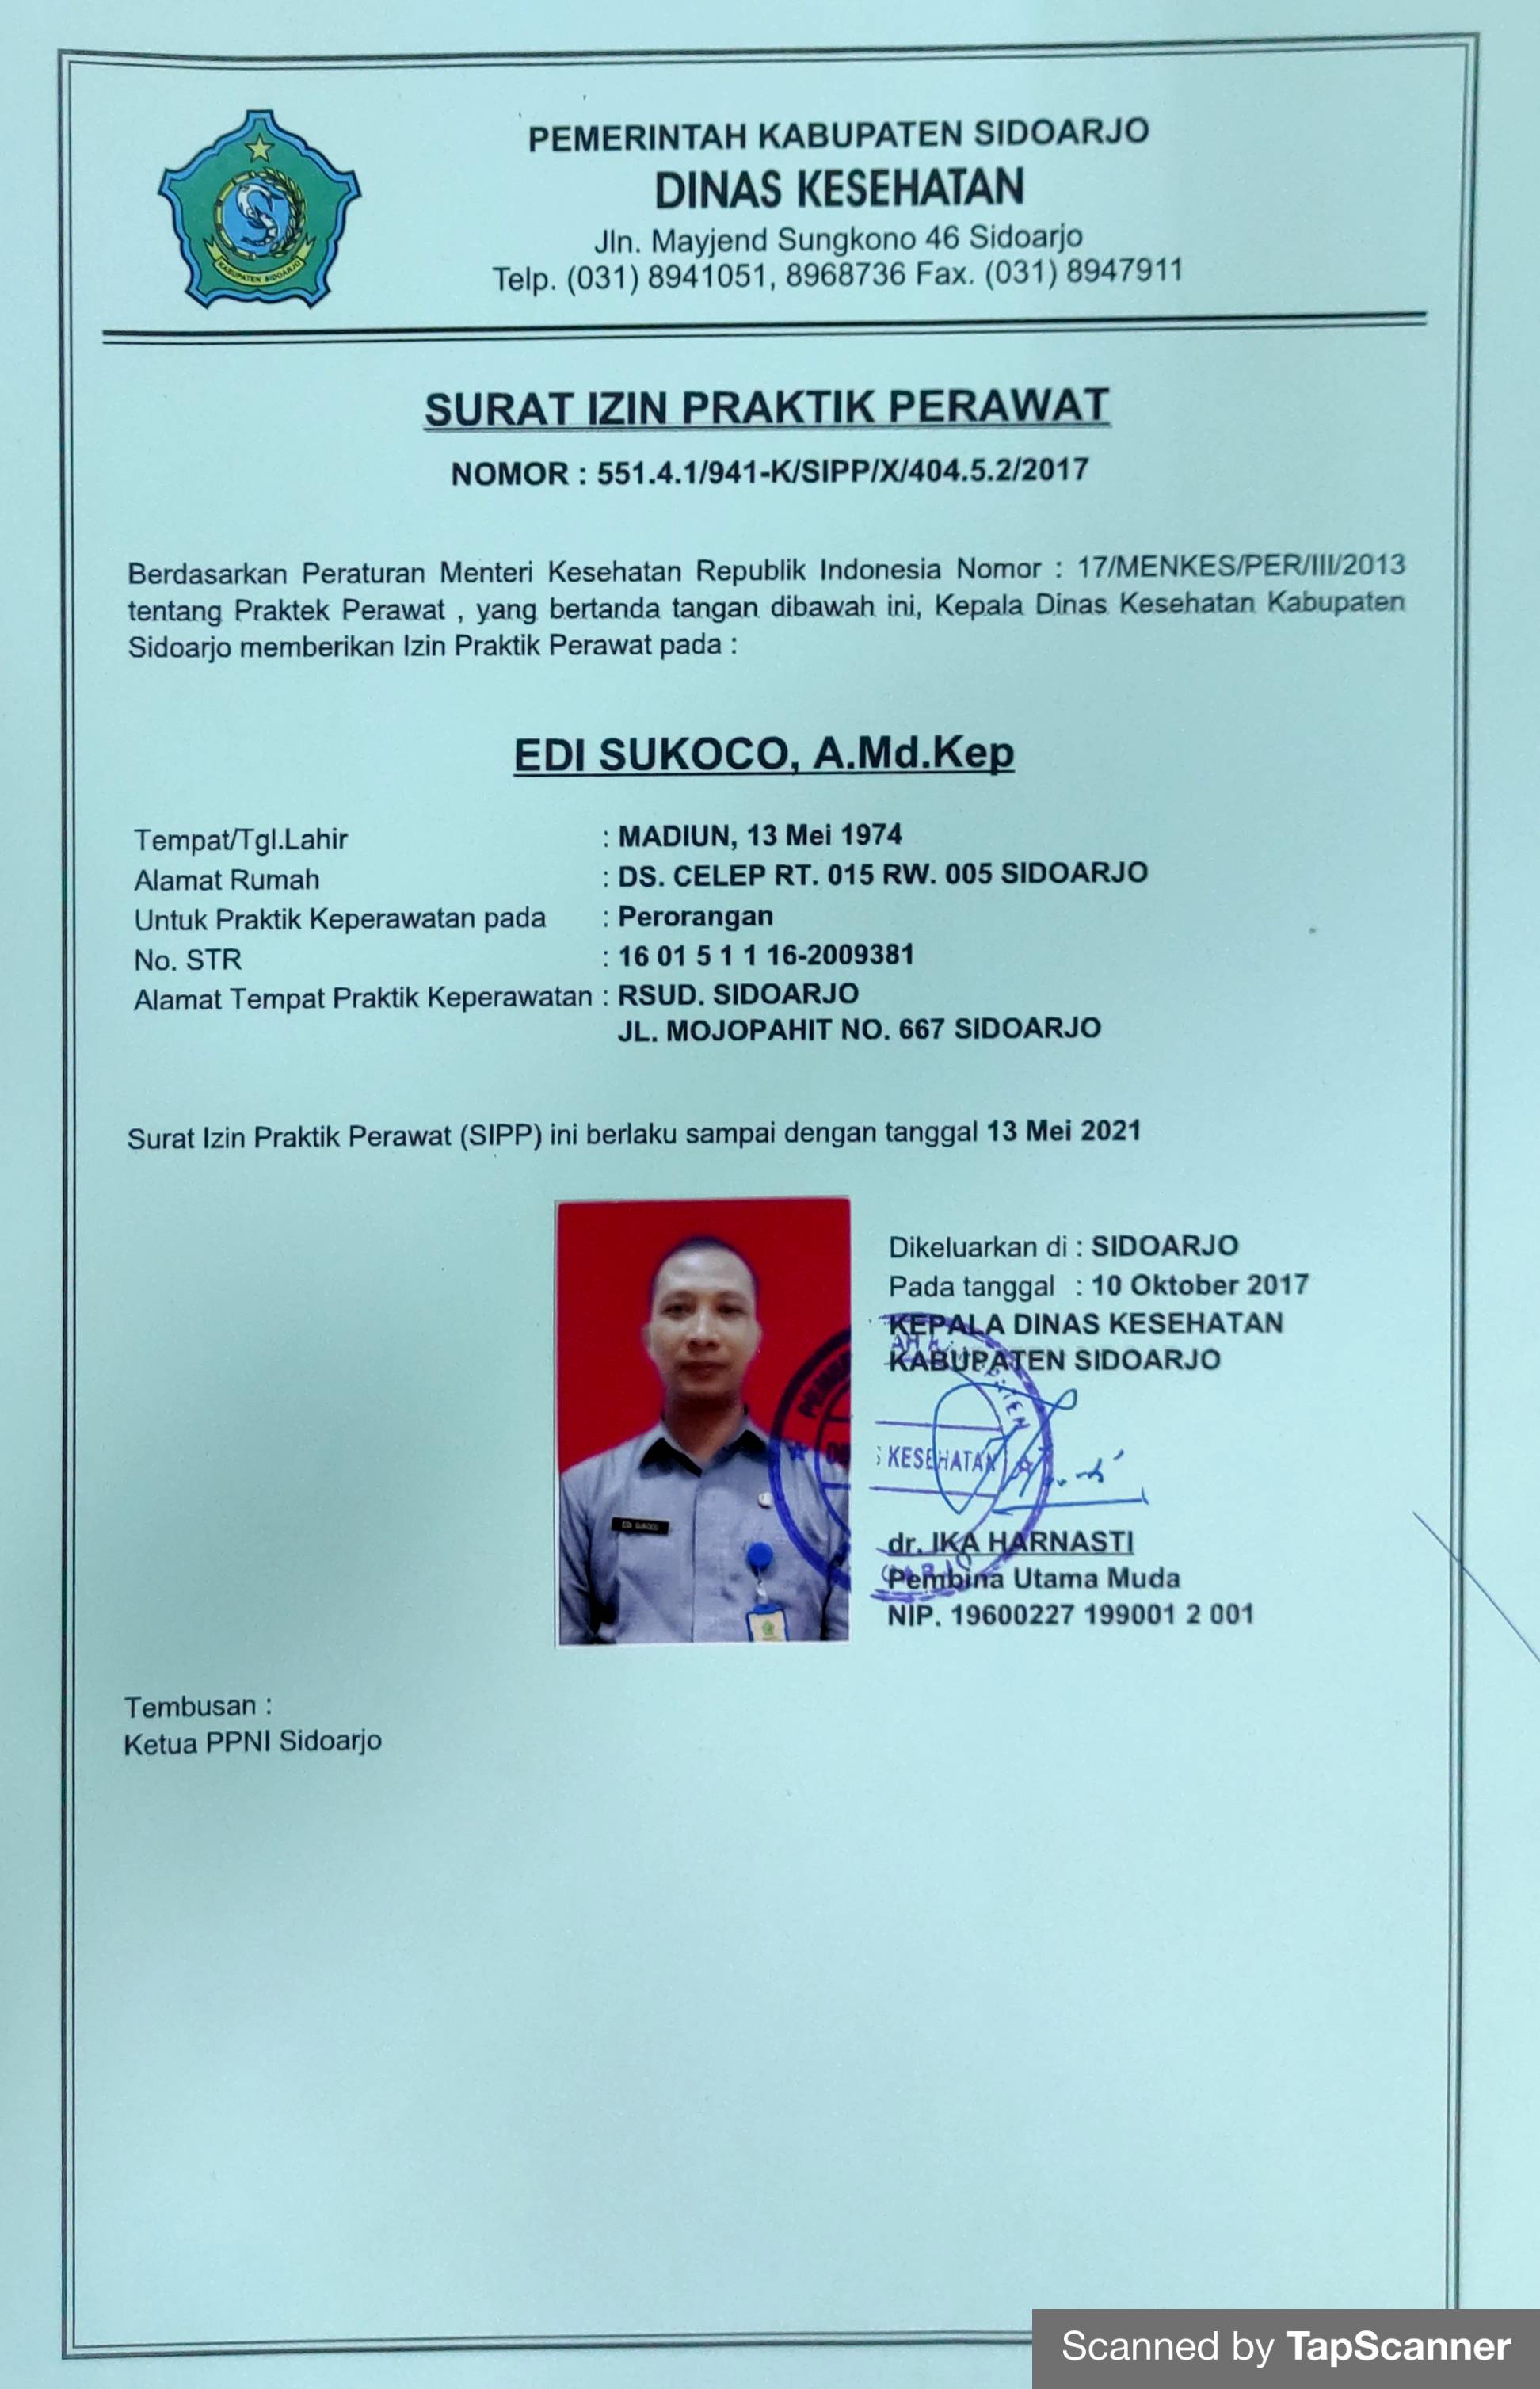 PEMERINTAH KABUPATEN SIDOARJO
DINAS KESEHATAN
Jln. Mayjend Sungkono 46 Sidoarjo
Telp. (031) 8941051, 8968736 Fax. (031) 8947911
KABUPATEN SIDOARJO
SURAT IZIN PRAKTIK PERAWAT
NOMOR : 551.4.1/941-K/SIPP/X/404.5.2/2017
Berdasarkan Peraturan Menteri Kesehatan Republik Indonesia Nomor : 17/MENKES/PER/III/2013
tentang Praktek Perawat , yang bertanda tangan dibawah ini, Kepala Dinas Kesehatan Kabupaten
Sidoarjo memberikan Izin Praktik Perawat pada :
EDI SUKOCO, A.Md.Kep
Tempat/Tgl.Lahir : MADIUN, 13 Mei 1974
Alamat Rumah : DS. CELEP RT. 015 RW. 005 SIDOARJO
Untuk Praktik Keperawatan pada : Perorangan
No. STR : 16 01 5 1 1 16-2009381
Alamat Tempat Praktik Keperawatan : RSUD. SIDOARJO
JL. MOJOPAHIT NO. 667 SIDOARJO
Surat Izin Praktik Perawat (SIPP) ini berlaku sampai dengan tanggal 13 Mei 2021
Dikeluarkan di : SIDOARJO
Pada tanggal : 10 Oktober 2017
KEPALA DINAS KESEHATAN
KABUPATEN SIDOARJO
KESEHATAN
EDI SUKOCO
dr. IKA HARNASTI
Pembina Utama Muda
NIP. 19600227 199001 2 001
Tembusan :
Ketua PPNI Sidoarjo
Scanned by TapScanner